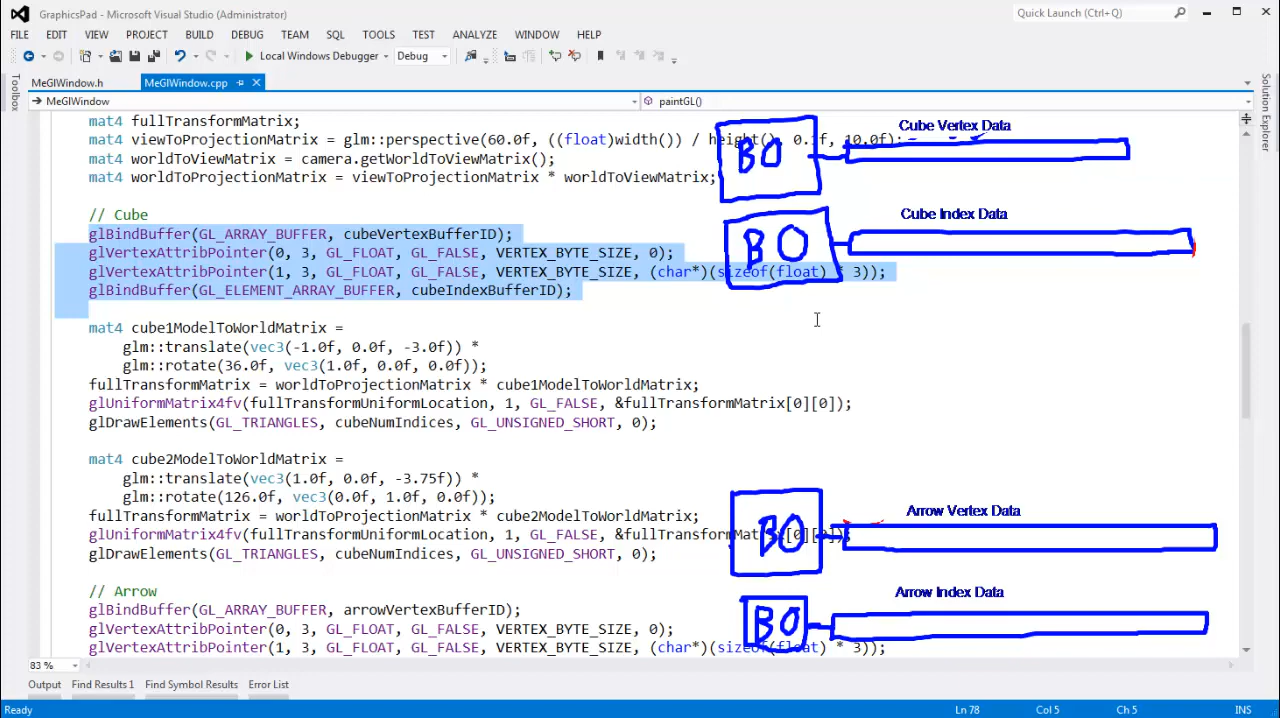 GraphicsPad - Microsoft Visual Studio (Administrator)
Quick Launch (Ctrl+Q)
FILE EDIT VIEW PROJECT BUILD DEBUG TEAM SQL TOOLS TEST ANALYZE WINDOW HELP
Local Windows Debugger Debug
MeGlWindow.h MeGlWindow.cpp
MeGlWindow paintGL()
Toolbox
Solution Explorer
mat4 fullTransformMatrix;
Cube Vertex Data
mat4 viewToProjectionMatrix = glm::perspective(60.0f, ((float)width()) / height(), 0.1f, 10.0f);
BO
mat4 worldToViewMatrix = camera.getWorldToViewMatrix();
mat4 worldToProjectionMatrix = viewToProjectionMatrix * worldToViewMatrix;
// Cube
Cube Index Data
glBindBuffer(GL_ARRAY_BUFFER, cubeVertexBufferID);
glVertexAttribPointer(0, 3, GL_FLOAT, GL_FALSE, VERTEX_BYTE_SIZE, 0);
BO
glVertexAttribPointer(1, 3, GL_FLOAT, GL_FALSE, VERTEX_BYTE_SIZE, (char*)(sizeof(float) * 3));
glBindBuffer(GL_ELEMENT_ARRAY_BUFFER, cubeIndexBufferID);
mat4 cube1ModelToWorldMatrix =
glm::translate(vec3(-1.0f, 0.0f, -3.0f)) *
glm::rotate(36.0f, vec3(1.0f, 0.0f, 0.0f));
fullTransformMatrix = worldToProjectionMatrix * cube1ModelToWorldMatrix;
glUniformMatrix4fv(fullTransformUniformLocation, 1, GL_FALSE, &fullTransformMatrix[0][0]);
glDrawElements(GL_TRIANGLES, cubeNumIndices, GL_UNSIGNED_SHORT, 0);
mat4 cube2ModelToWorldMatrix =
glm::translate(vec3(1.0f, 0.0f, -3.75f)) *
glm::rotate(126.0f, vec3(0.0f, 1.0f, 0.0f));
Arrow Vertex Data
fullTransformMatrix = worldToProjectionMatrix * cube2ModelToWorldMatrix;
glUniformMatrix4fv(fullTransformUniformLocation, 1, GL_FALSE, &fullTransformMatrix[0][0]);
BO
glDrawElements(GL_TRIANGLES, cubeNumIndices, GL_UNSIGNED_SHORT, 0);
// Arrow
Arrow Index Data
glBindBuffer(GL_ARRAY_BUFFER, arrowVertexBufferID);
glVertexAttribPointer(0, 3, GL_FLOAT, GL_FALSE, VERTEX_BYTE_SIZE, 0);
BO
glVertexAttribPointer(1, 3, GL_FLOAT, GL_FALSE, VERTEX_BYTE_SIZE, (char*)(sizeof(float) * 3));
83 %
Output Find Results 1 Find Symbol Results Error List
Ready Ln 78 Col 5 Ch 5 INS